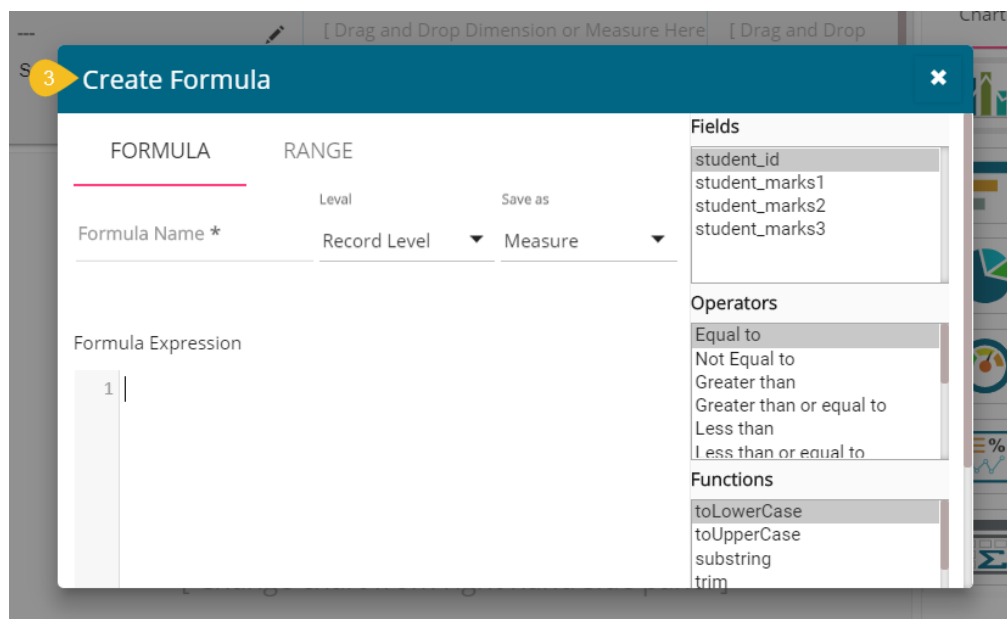 ---
[ Drag and Drop Dimension or Measure Here
[ Drag and Drop
Chart
S
3
Create Formula
FORMULA
RANGE
Formula Name *
Leval
Record Level
Save as
Measure
Formula Expression
1
Fields
student_id
student_marks1
student_marks2
student_marks3
Operators
Equal to
Not Equal to
Greater than
Greater than or equal to
Less than
Less than or equal to
Functions
toLowerCase
toUpperCase
substring
trim
%
Σ